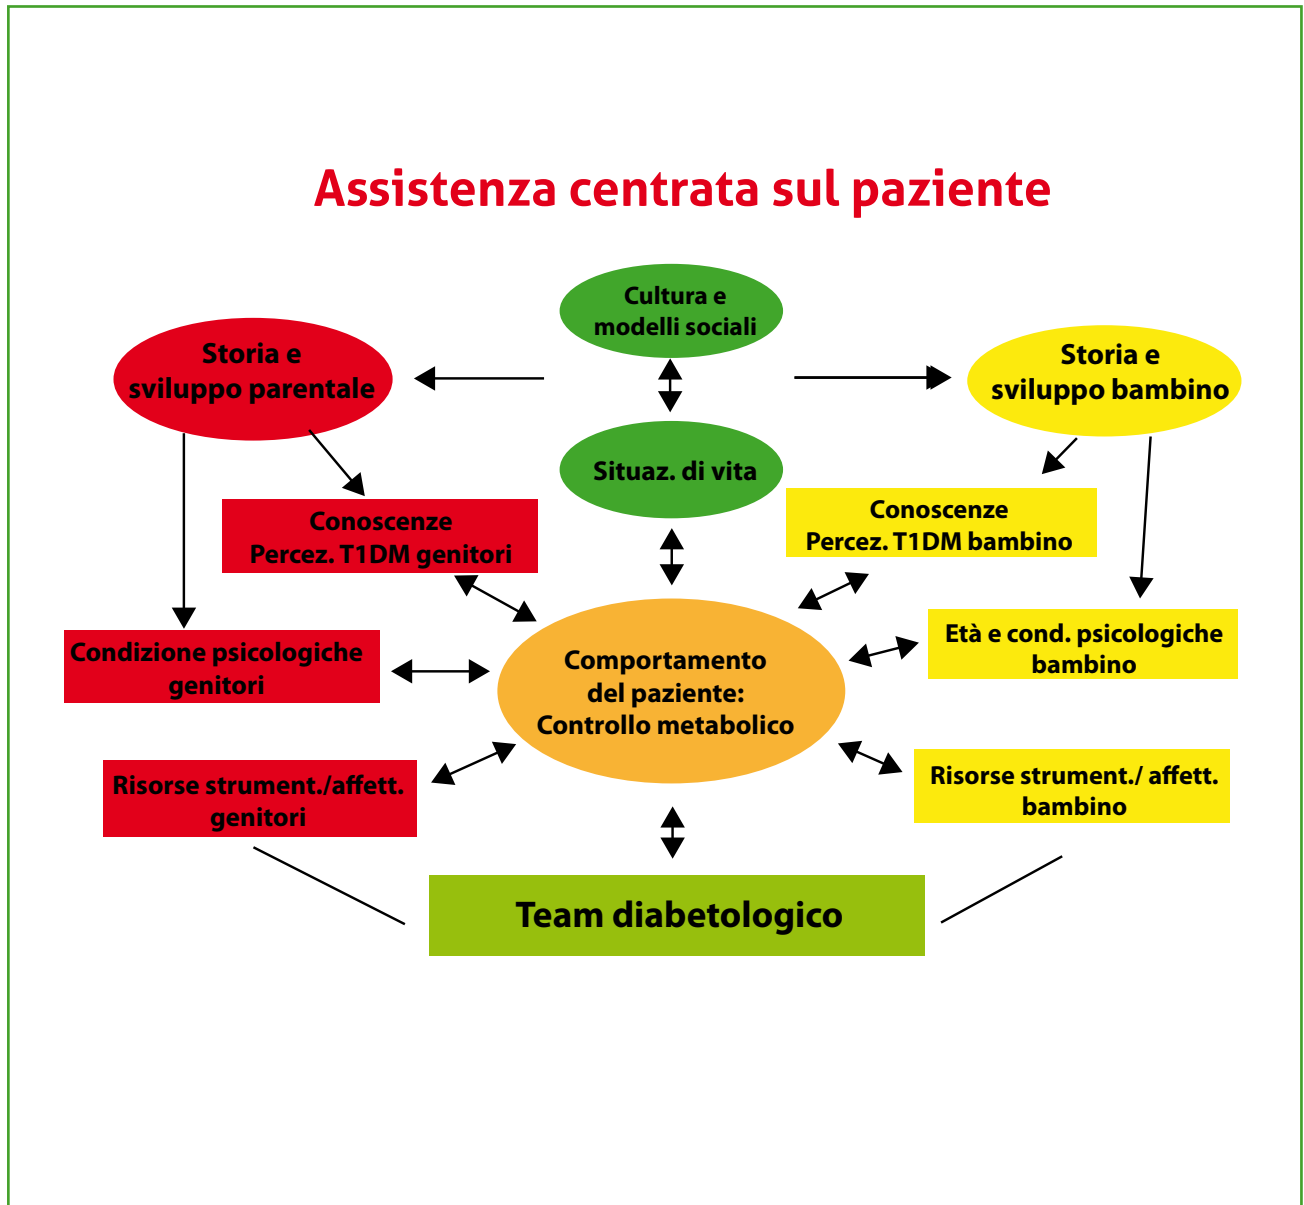 Assistenza centrata sul paziente
Cultura e
modelli sociali
Storia e
sviluppo parentale
Storia e
sviluppo bambino
Situaz. di vita
Conoscenze
Percez. T1DM genitori
Conoscenze
Percez. T1DM bambino
Condizione psicologiche
genitori
Comportamento
del paziente:
Controllo metabolico
Età e cond. psicologiche
bambino
Risorse strument./affett.
genitori
Risorse strument./ affett.
bambino
Team diabetologico